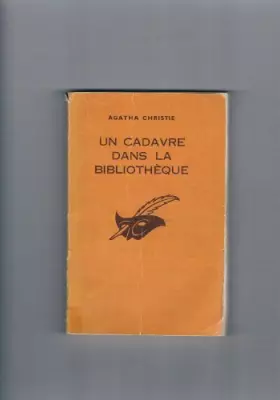 AGATHA CHRISTIE
UN CADAVRE
DANS LA
BIBLIOTHÈQUE